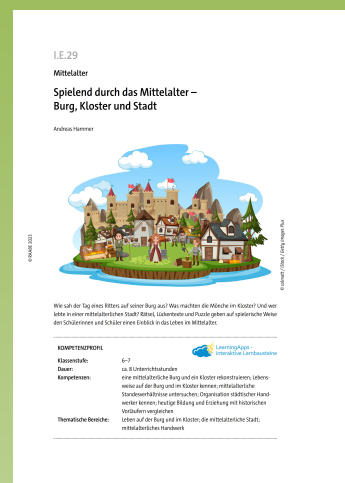 I.E.29
Mittelalter
Spielend durch das Mittelalter –
Burg, Kloster und Stadt
Andreas Hammer
© RAABE 2023
© colematt / iStock / Getty Images Plus
Wie sah der Tag eines Ritters auf seiner Burg aus? Was machten die Mönche im Kloster? Und wer
lebte in einer mittelalterlichen Stadt? Rätsel, Lückentexte und Puzzle geben auf spielerische Weise
den Schülerinnen und Schüler einen Einblick in das Leben im Mittelalter.
KOMPETENZPROFIL
LearningApps –
interaktive Lernbausteine
Klassenstufe: 6–7
Dauer: ca. 8 Unterrichtsstunden
Kompetenzen: eine mittelalterliche Burg und ein Kloster rekonstruieren; Lebens-
weise auf der Burg und im Kloster kennen; mittelalterliche
Standesverhältnisse untersuchen; Organisation städtischer Hand-
werker kennen; heutige Bildung und Erziehung mit historischen
Vorläufern vergleichen
Thematische Bereiche: Leben auf der Burg und im Kloster; die mittelalterliche Stadt;
mittelalterliches Handwerk